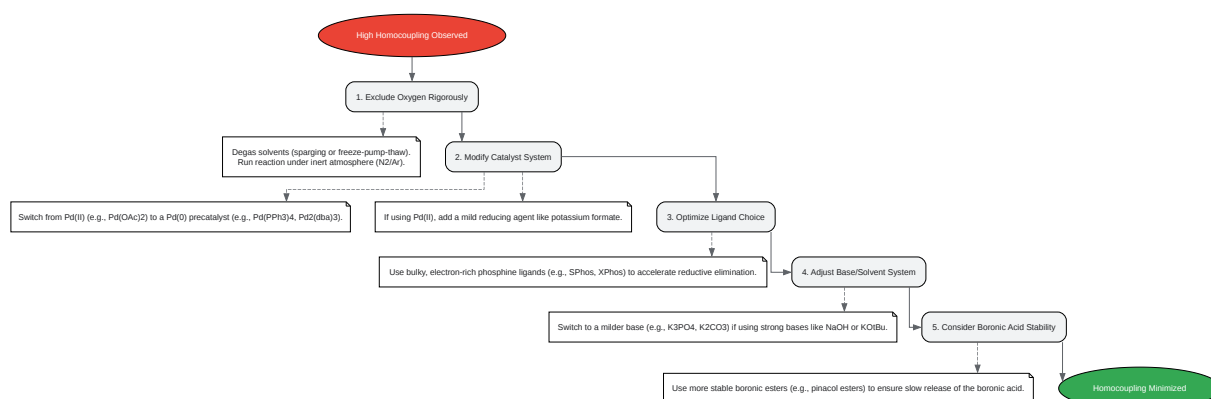 High Homocoupling Observed
1. Exclude Oxygen Rigorously
Degas solvents (sparging or freeze-pump-thaw).
Run reaction under inert atmosphere (N2/Ar).
2. Modify Catalyst System
Switch from Pd(II) (e.g., Pd(OAc)2) to a Pd(0) precatalyst (e.g., Pd(PPh3)4, Pd2(dba)3).
If using Pd(II), add a mild reducing agent like potassium formate.
3. Optimize Ligand Choice
Use bulky, electron-rich phosphine ligands (e.g., SPhos, XPhos) to accelerate reductive elimination.
4. Adjust Base/Solvent System
Switch to a milder base (e.g., K3PO4, K2CO3) if using strong bases like NaOH or KOtBu.
5. Consider Boronic Acid Stability
Use more stable boronic esters (e.g., pinacol esters) to ensure slow release of the boronic acid.
Homocoupling Minimized